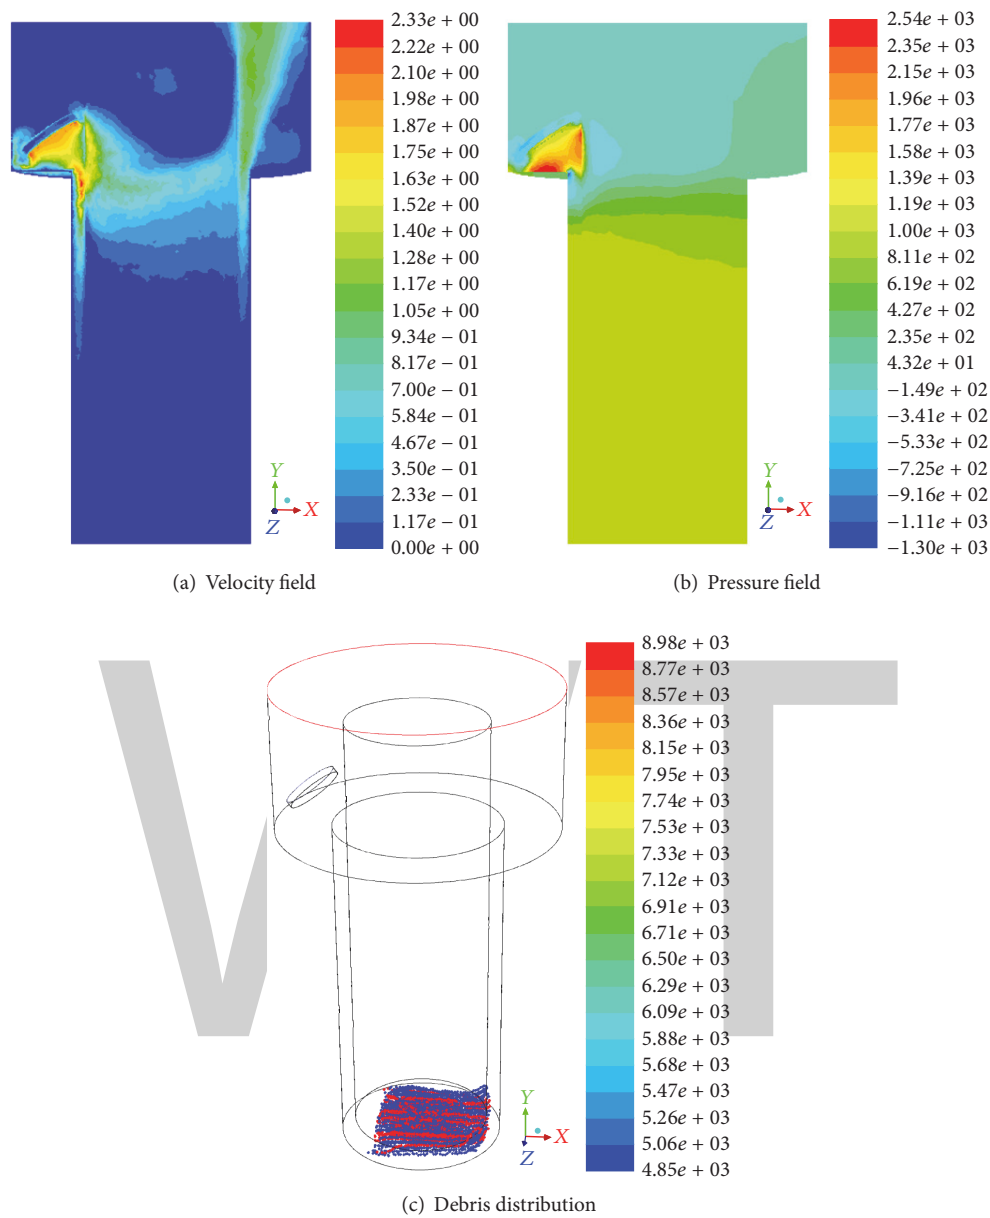 2.33e + 00
2.22e + 00
2.10e + 00
1.98e + 00
1.87e + 00
1.75e + 00
1.63e + 00
1.52e + 00
1.40e + 00
1.28e + 00
1.17e + 00
1.05e + 00
9.34e − 01
8.17e − 01
7.00e − 01
5.84e − 01
4.67e − 01
3.50e − 01
2.33e − 01
1.17e − 01
0.00e + 00
Y
X
Z
(a) Velocity field
2.54e + 03
2.35e + 03
2.15e + 03
1.96e + 03
1.77e + 03
1.58e + 03
1.39e + 03
1.19e + 03
1.00e + 03
8.11e + 02
6.19e + 02
4.27e + 02
2.35e + 02
4.32e + 01
−1.49e + 02
−3.41e + 02
−5.33e + 02
−7.25e + 02
−9.16e + 02
−1.11e + 03
−1.30e + 03
Y
X
Z
(b) Pressure field
8.98e + 03
8.77e + 03
8.57e + 03
8.36e + 03
8.15e + 03
7.95e + 03
7.74e + 03
7.53e + 03
7.33e + 03
7.12e + 03
6.91e + 03
6.71e + 03
6.50e + 03
6.29e + 03
6.09e + 03
5.88e + 03
5.68e + 03
5.47e + 03
5.26e + 03
5.06e + 03
4.85e + 03
Y
X
Z
(c) Debris distribution